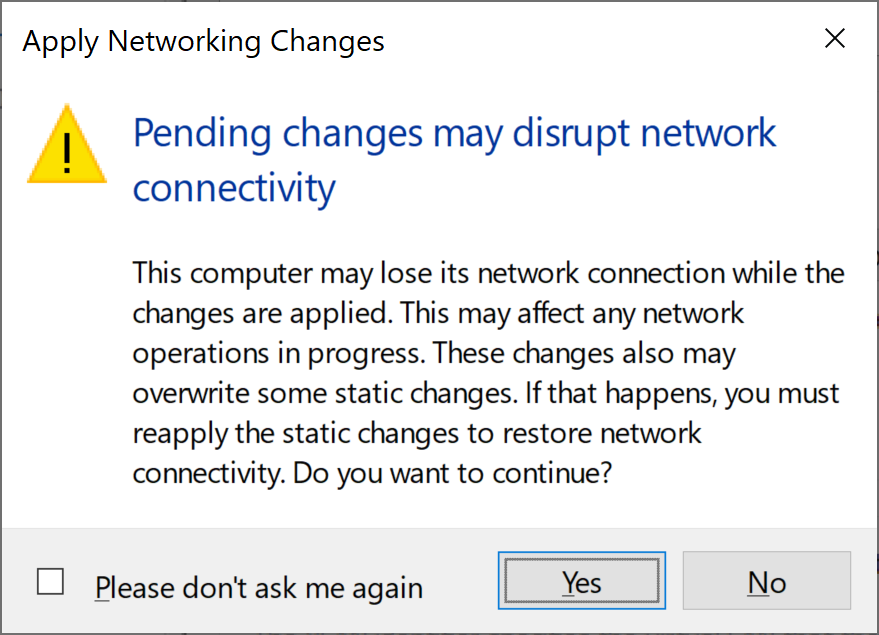 Apply Networking Changes
Pending changes may disrupt network
connectivity
This computer may lose its network connection while the
changes are applied. This may affect any network
operations in progress. These changes also may
overwrite some static changes. If that happens, you must
reapply the static changes to restore network
connectivity. Do you want to continue?
Please don't ask me again
Yes
No